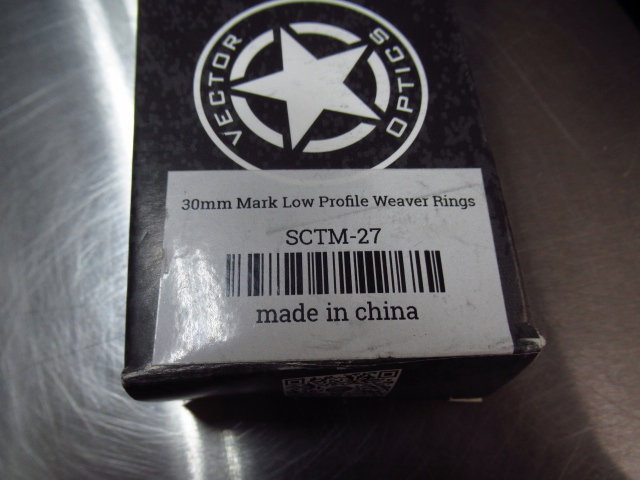 VECTOR OPTICS
30mm Mark Low Profile Weaver Rings
SCTM-27
made in china